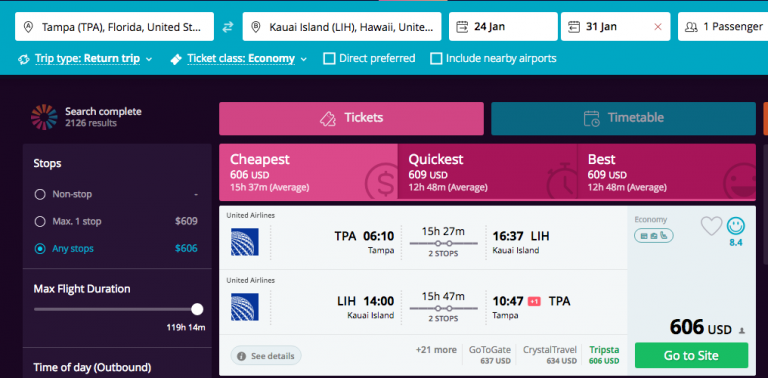 Tampa (TPA), Florida, United St...
Kauai Island (LIH), Hawaii, Unite...
24 Jan
31 Jan
1 Passenger
Trip type: Return trip
Ticket class: Economy
Direct preferred
Include nearby airports
Search complete
2126 results
Tickets
Timetable
Stops
Non-stop -
Max. 1 stop $609
Any stops $606
Max Flight Duration
119h 14m
Time of day (Outbound)
Cheapest
606 USD
15h 37m (Average)
Quickest
609 USD
12h 48m (Average)
Best
609 USD
12h 48m (Average)
United Airlines
TPA 06:10
Tampa
15h 27m
2 STOPS
16:37 LIH
Kauai Island
United Airlines
LIH 14:00
Kauai Island
15h 47m
2 STOPS
10:47 +1 TPA
Tampa
See details
+21 more
GoToGate
637 USD
CrystalTravel
634 USD
Tripsta
606 USD
Economy
8.4
606 USD
Go to Site